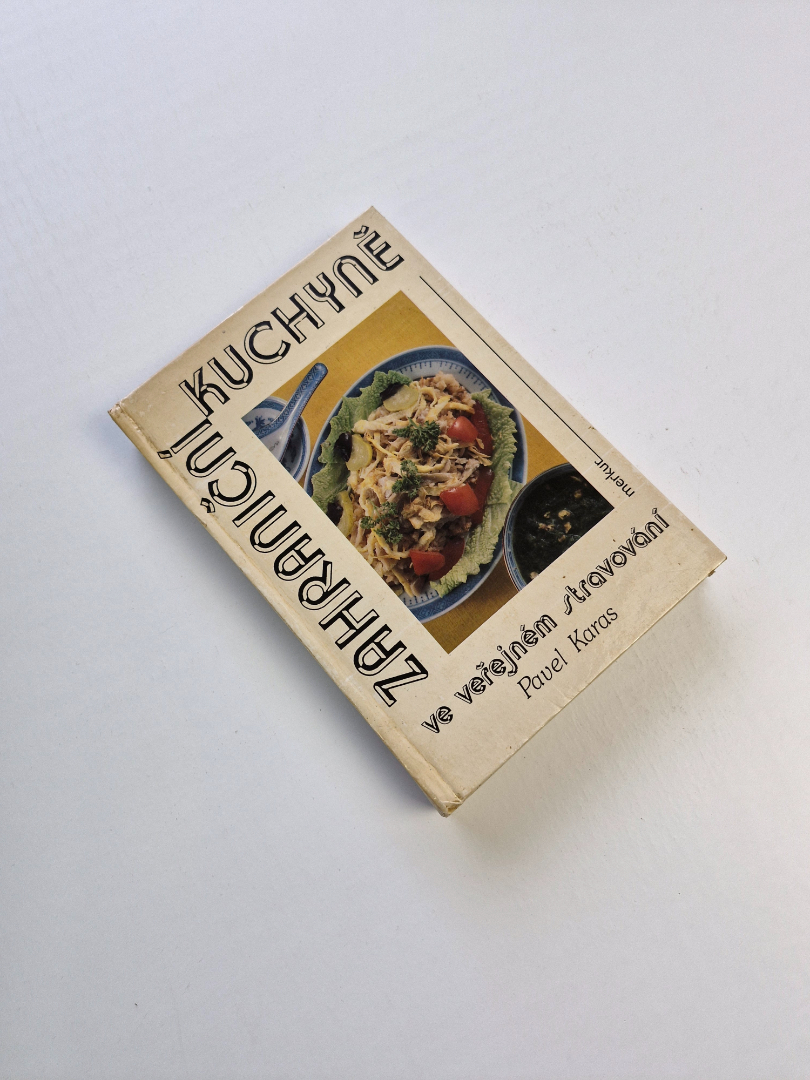 ZAHRANIČNÍ KUCHYNĚ
ve veřejném stravování
Pavel Karas
merkur